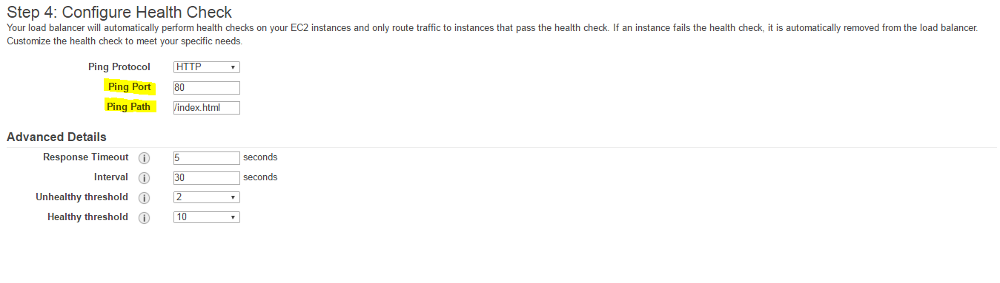 Step 4: Configure Health Check
Your load balancer will automatically perform health checks on your EC2 instances and only route traffic to instances that pass the health check. If an instance fails the health check, it is automatically removed from the load balancer.
Customize the health check to meet your specific needs.
Ping Protocol HTTP
Ping Port 80
Ping Path /index.html
Advanced Details
Response Timeout i 5 seconds
Interval i 30 seconds
Unhealthy threshold i 2
Healthy threshold i 10